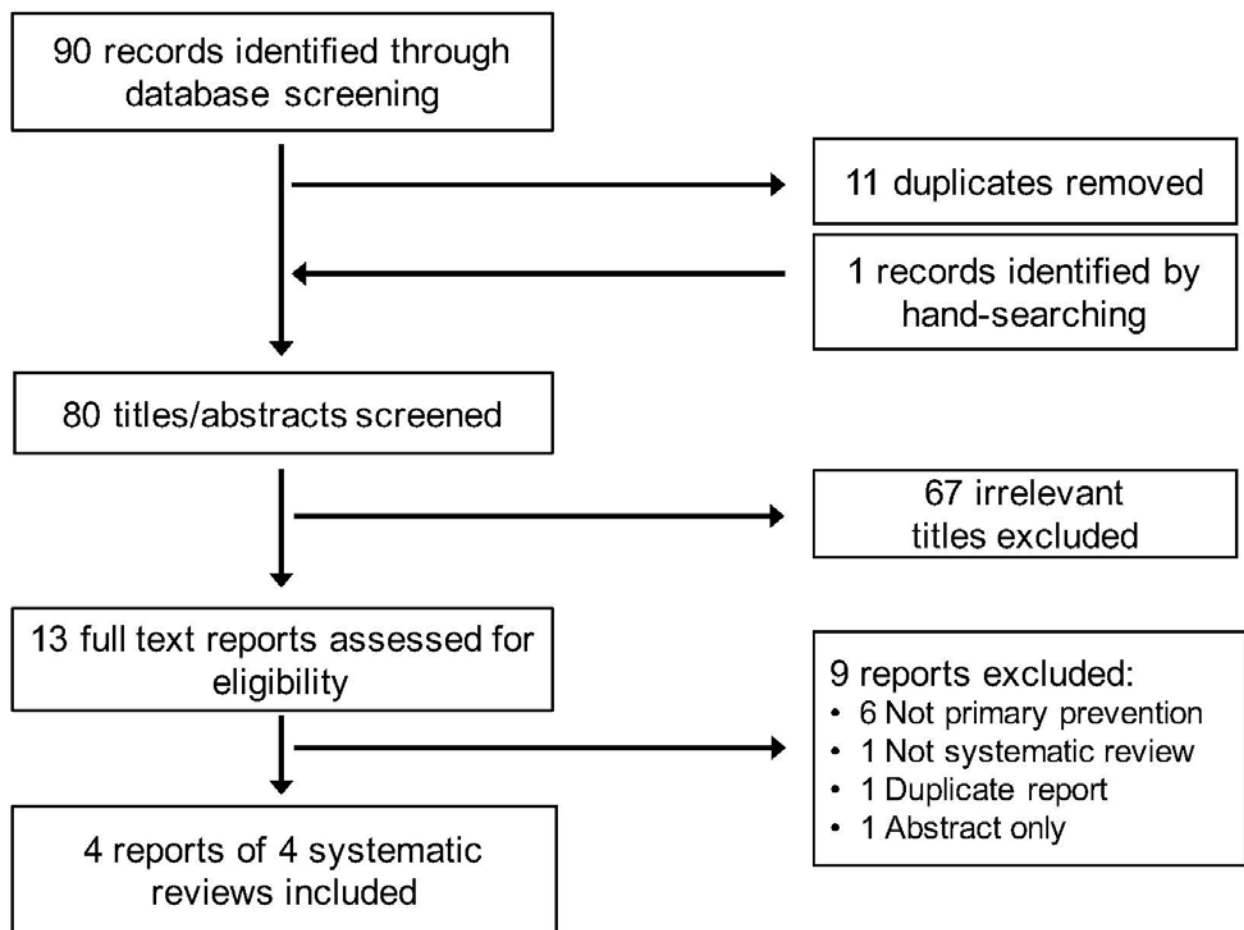 90 records identified through
database screening
11 duplicates removed
1 records identified by
hand-searching
80 titles/abstracts screened
67 irrelevant
titles excluded
13 full text reports assessed for
eligibility
9 reports excluded:
• 6 Not primary prevention
• 1 Not systematic review
• 1 Duplicate report
• 1 Abstract only
4 reports of 4 systematic
reviews included